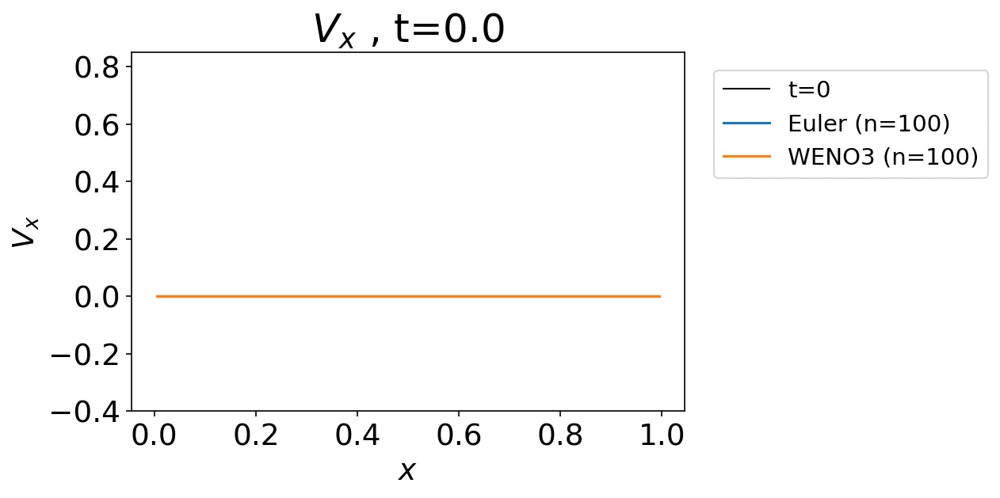 V_x , t=0.0
t=0
Euler (n=100)
WENO3 (n=100)
V_x
0.8
0.6
0.4
0.2
0.0
−0.2
−0.4
0.0 0.2 0.4 0.6 0.8 1.0
x